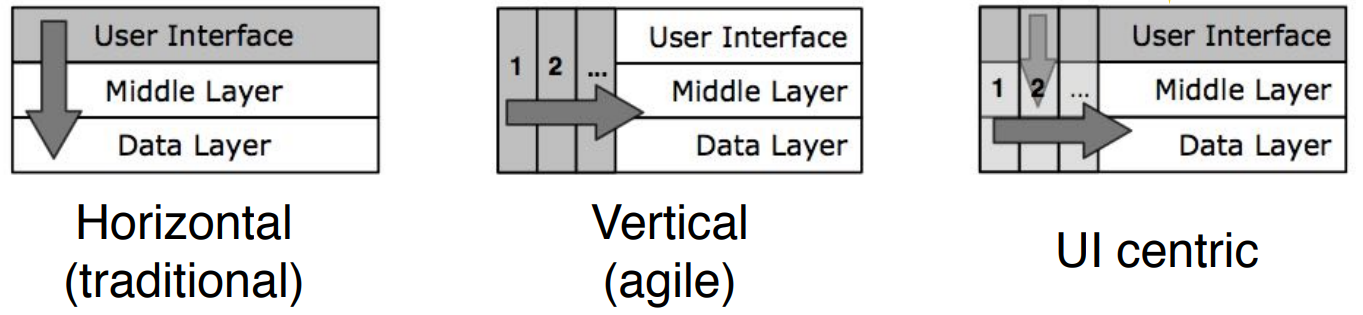 User Interface
Middle Layer
Data Layer
Horizontal
(traditional)
1 2 ...
User Interface
Middle Layer
Data Layer
Vertical
(agile)
1 2 ...
User Interface
Middle Layer
Data Layer
UI centric